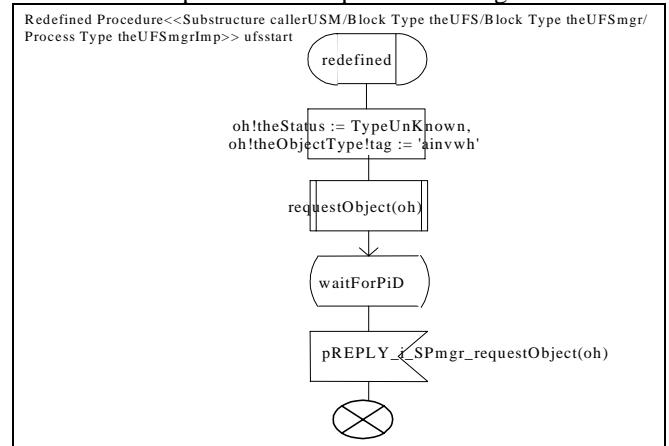 Redefined Procedure<<Substructure callerUSM/Block Type theUFS/Block Type theUFSmgr/
Process Type theUFSmgrImp>> ufsstart
redefined
oh!theStatus := TypeUnKnown,
oh!theObjectType!tag := 'ainvwh'
requestObject(oh)
waitForPiD
pREPLY_i_SPmgr_requestObject(oh)